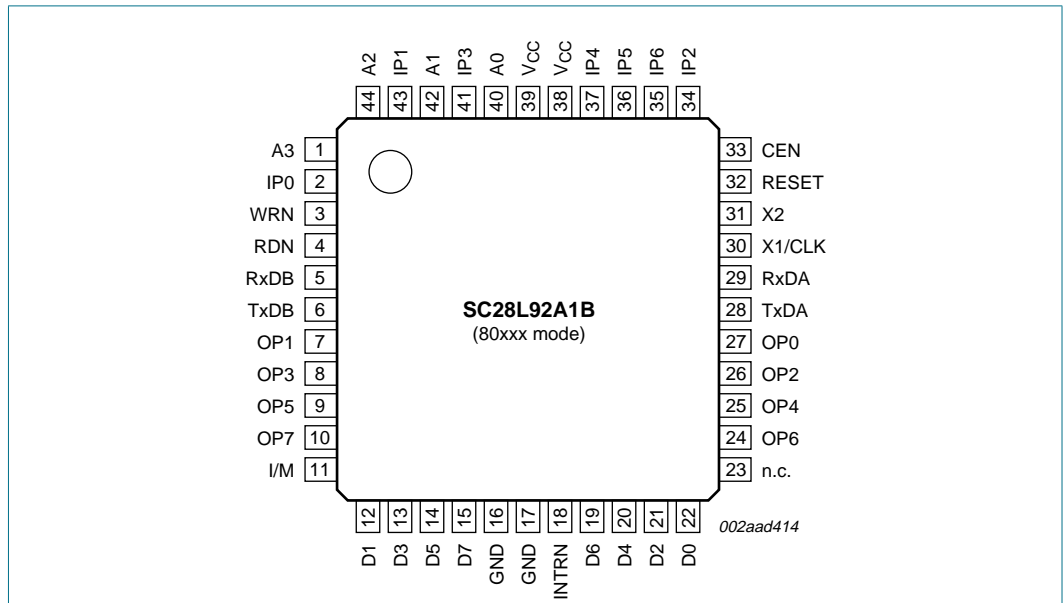 A2 IP1 A1 IP3 A0 VCC VCC IP4 IP5 IP6 IP2
44 43 42 41 40 39 38 37 36 35 34
A3 1 33 CEN
IP0 2 32 RESET
WRN 3 31 X2
RDN 4 30 X1/CLK
RxDB 5 29 RxDA
TxDB 6 28 TxDA
OP1 7 27 OP0
OP3 8 26 OP2
OP5 9 25 OP4
OP7 10 24 OP6
I/M 11 23 n.c.
SC28L92A1B
(80xxx mode)
12 13 14 15 16 17 18 19 20 21 22
D1 D3 D5 D7 GND GND INTRN D6 D4 D2 D0
002aad414